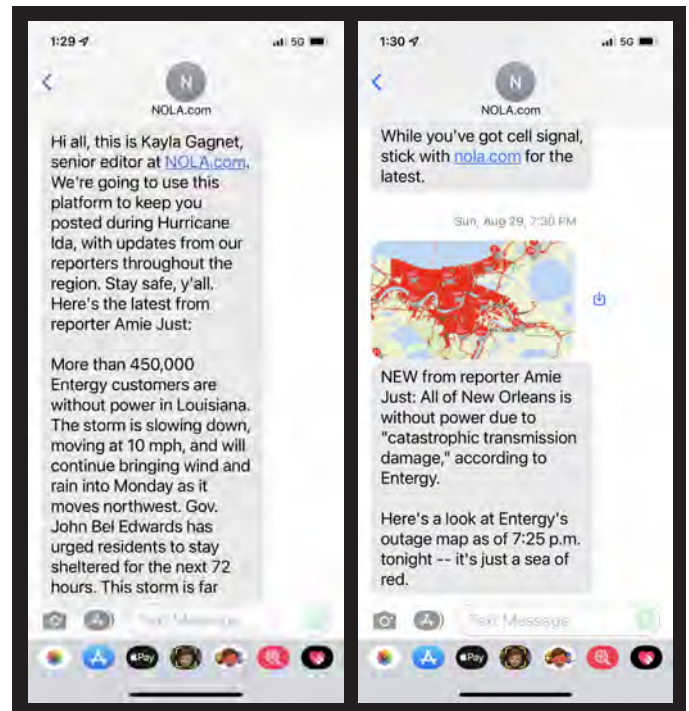 1:29
5G
N
NOLA.com
Hi all, this is Kayla Gagnet,
senior editor at NOLA.com.
We're going to use this
platform to keep you
posted during Hurricane
Ida, with updates from our
reporters throughout the
region. Stay safe, y'all.
Here's the latest from
reporter Amie Just:
More than 450,000
Entergy customers are
without power in Louisiana.
The storm is slowing down,
moving at 10 mph, and will
continue bringing wind and
rain into Monday as it
moves northwest. Gov.
John Bel Edwards has
urged residents to stay
sheltered for the next 72
hours. This storm is far
Text Message
Pay
1:30
5G
N
NOLA.com
While you've got cell signal,
stick with nola.com for the
latest.
Sun, Aug 29, 7:30 PM
NEW from reporter Amie
Just: All of New Orleans is
without power due to
"catastrophic transmission
damage," according to
Entergy.
Here's a look at Entergy's
outage map as of 7:25 p.m.
tonight -- it's just a sea of
red.
Text Message
Pay